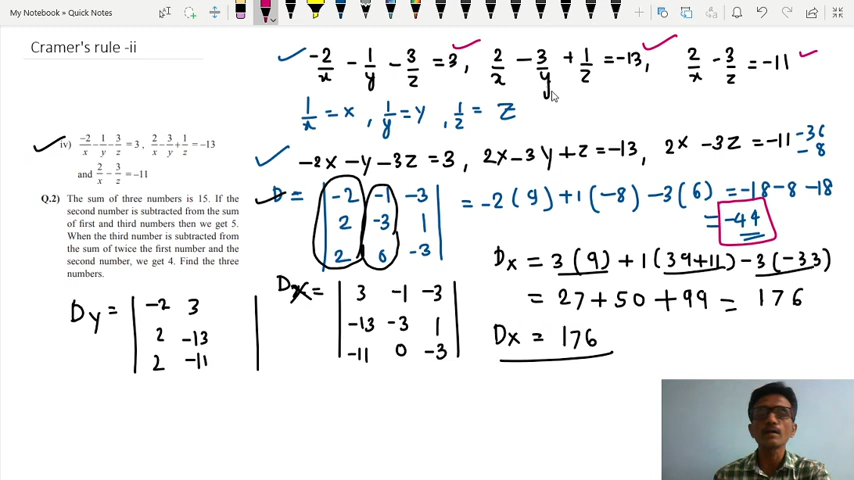 My Notebook » Quick Notes
Cramer's rule -ii
-2/x - 1/y - 3/z = 3, 2/x - 3/y + 1/z = -13, 2/x - 3/z = -11
1/x = x, 1/y = y, 1/z = z
iv) -2/x - 1/y - 3/z = 3, 2/x - 3/y + 1/z = -13
and 2/x - 3/z = -11
-2x - y - 3z = 3, 2x - 3y + z = -13, 2x - 3z = -11
-36
-8
Q.2) The sum of three numbers is 15. If the
second number is subtracted from the sum
of first and third numbers then we get 5.
When the third number is subtracted from
the sum of twice the first number and the
second number, we get 4. Find the three
numbers.
D = | -2 -1 -3 | = -2(9) + 1(-8) - 3(6) = -18 - 8 - 18
| 2 -3 1 | = -44
| 2 0 -3 |
Dx = | 3 -1 -3 |
| -13 -3 1 |
| -11 0 -3 |
Dx = 3(9) + 1(39+11) - 3(-33)
= 27 + 50 + 99 = 176
Dx = 176
Dy = | -2 3 |
| 2 -13 |
| 2 -11 |